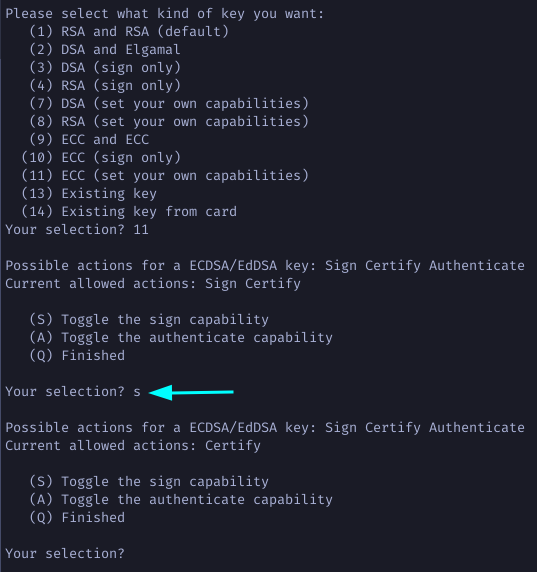 Please select what kind of key you want:
   (1) RSA and RSA (default)
   (2) DSA and Elgamal
   (3) DSA (sign only)
   (4) RSA (sign only)
   (7) DSA (set your own capabilities)
   (8) RSA (set your own capabilities)
   (9) ECC and ECC
  (10) ECC (sign only)
  (11) ECC (set your own capabilities)
  (13) Existing key
  (14) Existing key from card
Your selection? 11

Possible actions for a ECDSA/EdDSA key: Sign Certify Authenticate
Current allowed actions: Sign Certify

   (S) Toggle the sign capability
   (A) Toggle the authenticate capability
   (Q) Finished

Your selection? s

Possible actions for a ECDSA/EdDSA key: Sign Certify Authenticate
Current allowed actions: Certify

   (S) Toggle the sign capability
   (A) Toggle the authenticate capability
   (Q) Finished

Your selection?